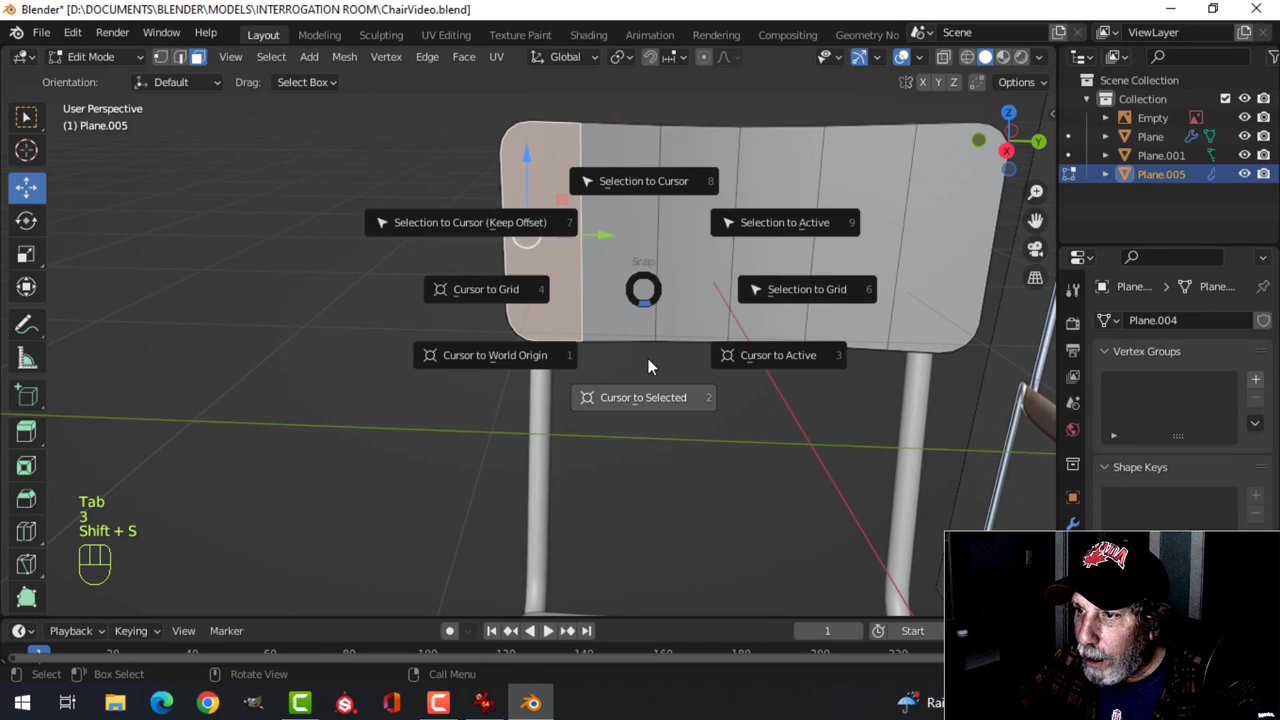 Blender* [D:\DOCUMENTS\BLENDER\MODELS\INTERROGATION ROOM\ChairVideo.blend]
File Edit Render Window Help Layout Modeling Sculpting UV Editing Texture Paint Shading Animation Rendering Compositing Geometry No Scene ViewLayer
Edit Mode View Select Add Mesh Vertex Edge Face UV Global
Orientation: Default Drag: Select Box X Y Z Options
Scene Collection
Collection
Empty
Plane
Plane.001
Plane.005
User Perspective
(1) Plane.005
Z
Y
X
Selection to Cursor 8
Selection to Cursor (Keep Offset) 7
Selection to Active 9
Snap
Cursor to Grid 4
Selection to Grid 6
Cursor to World Origin 1
Cursor to Active 3
Cursor to Selected 2
Plane... Plane...
Plane.004
Vertex Groups
Shape Keys
Tab
3
Shift + S
Playback Keying View Marker 1 Start
Select Box Select Rotate View Call Menu
Rai